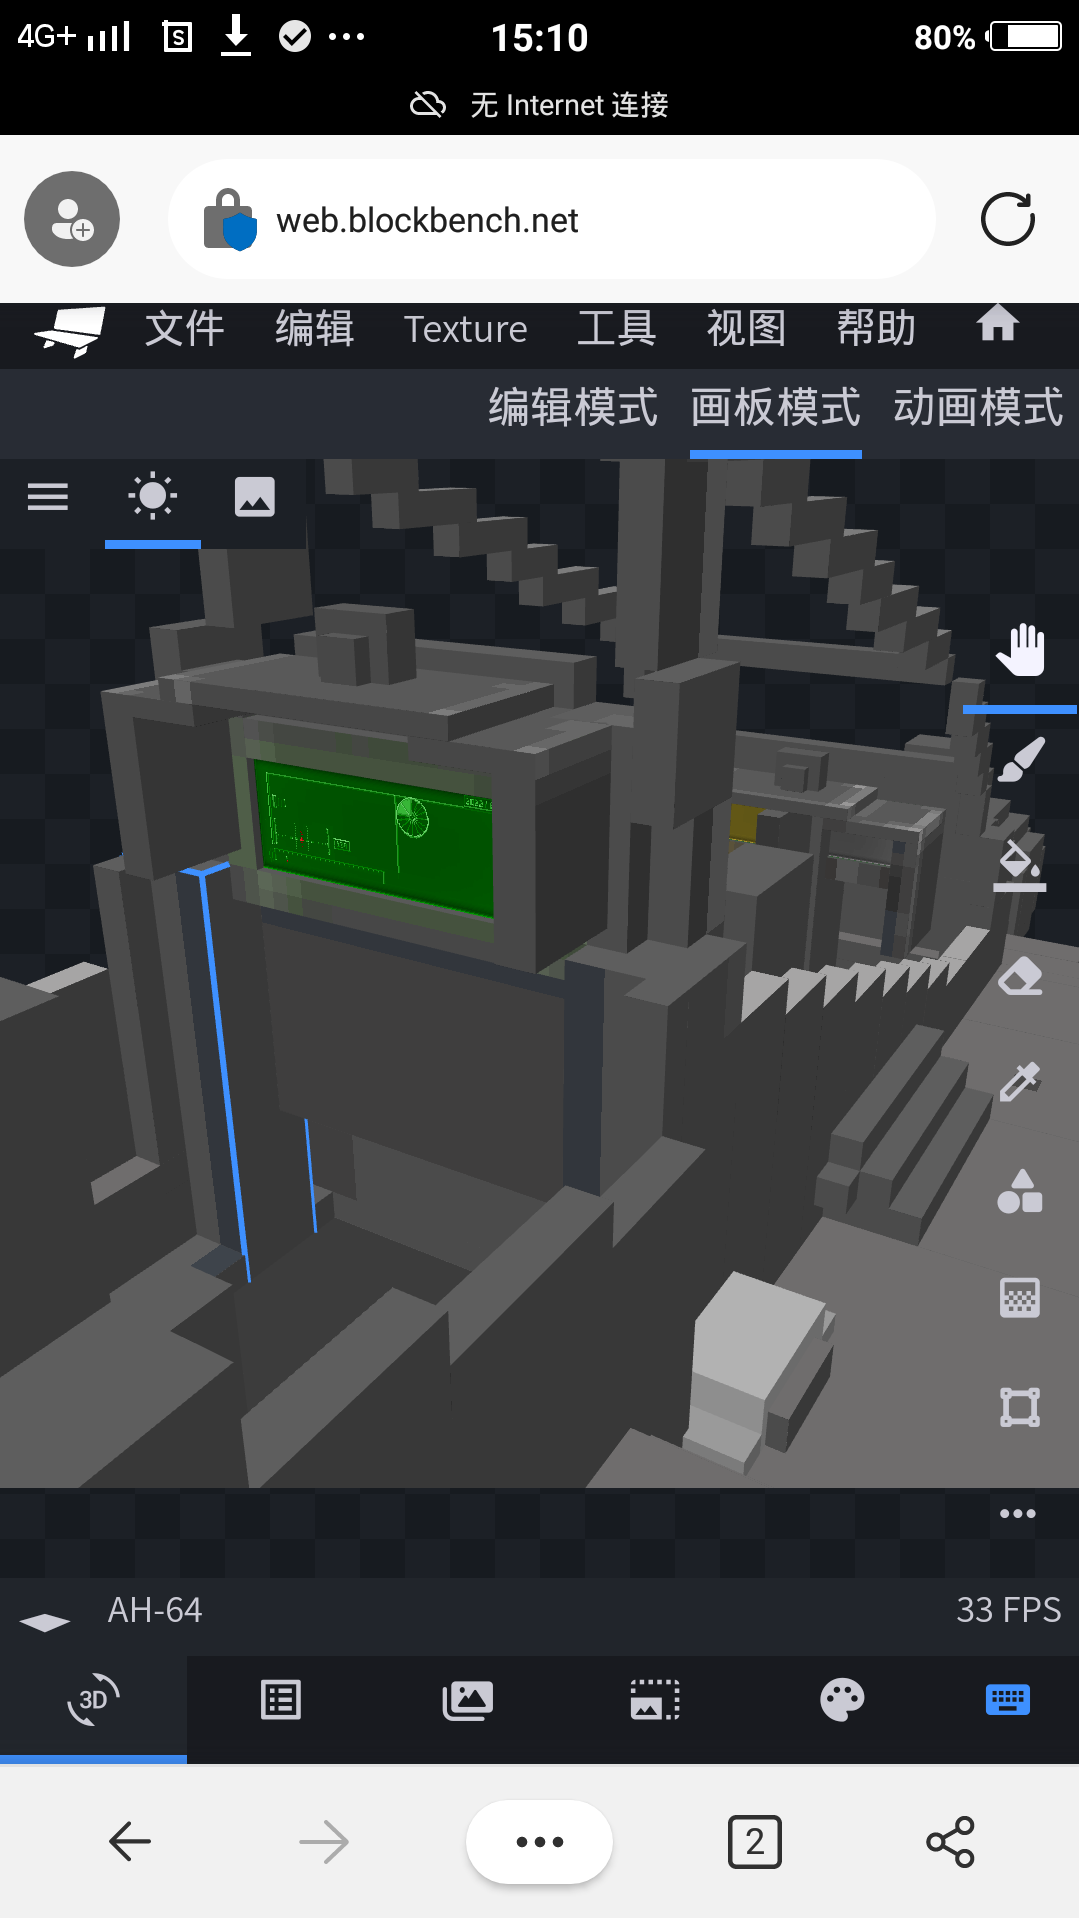 4G+ S 15:10 80%
无 Internet 连接
web.blockbench.net
文件 编辑 Texture 工具 视图 帮助
编辑模式 画板模式 动画模式
AH-64 33 FPS
3D
2